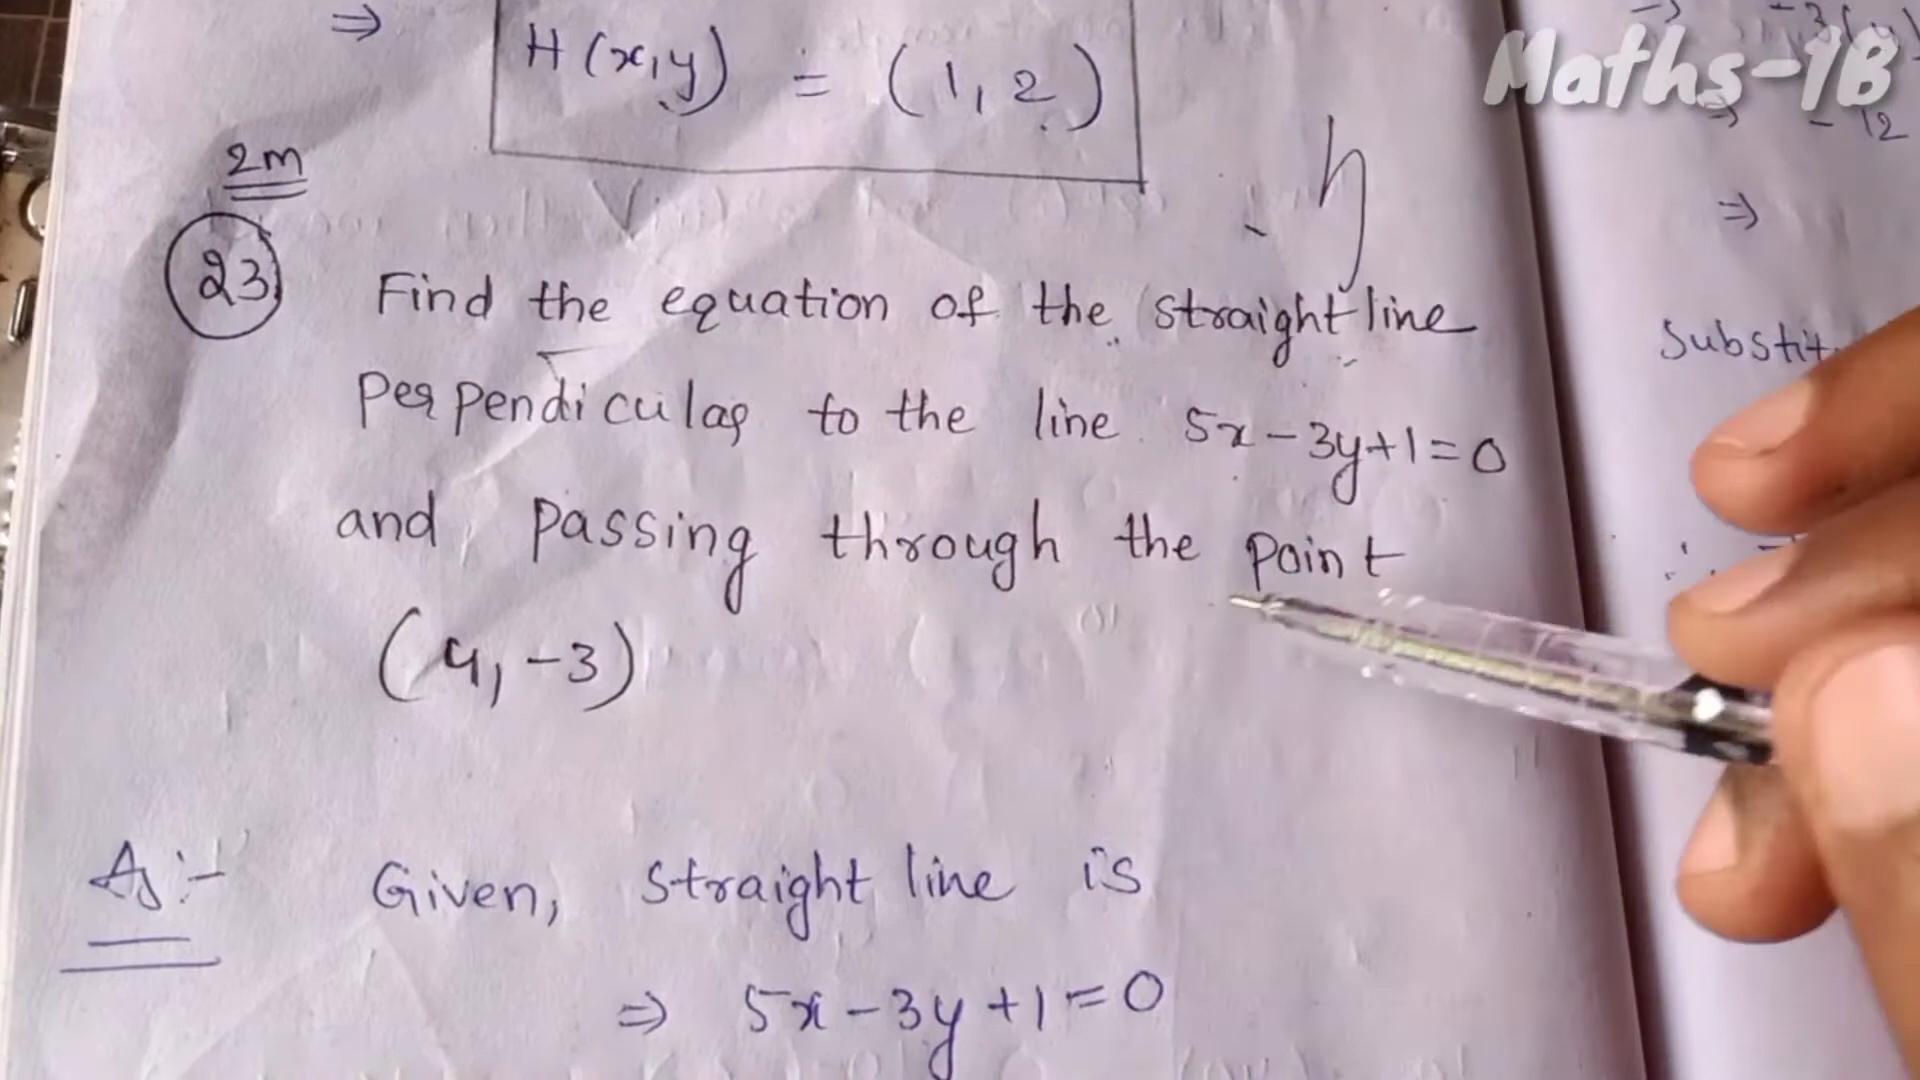 ⇒ H(x,y) = (1,2)
Maths-1B
2m
23 Find the equation of the straight line
perpendicular to the line 5x-3y+1=0
and passing through the point
(4,-3)
A:- Given, straight line is
⇒ 5x-3y+1=0
- 12
⇒
Substit